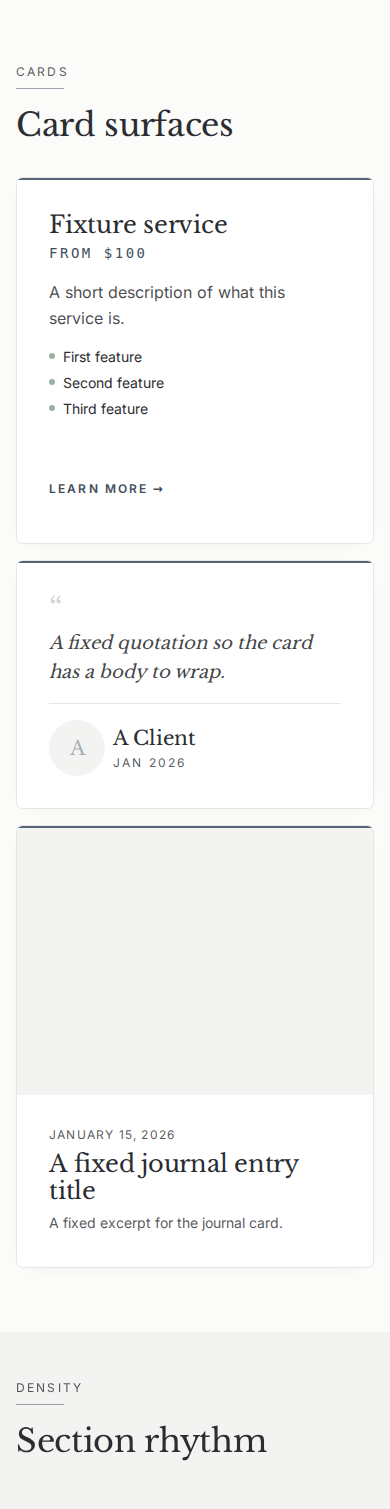 CARDS
Card surfaces
Fixture service
FROM $100
A short description of what this
service is.
First feature
Second feature
Third feature
LEARN MORE →
“
A fixed quotation so the card
has a body to wrap.
A
A Client
JAN 2026
JANUARY 15, 2026
A fixed journal entry
title
A fixed excerpt for the journal card.
DENSITY
Section rhythm